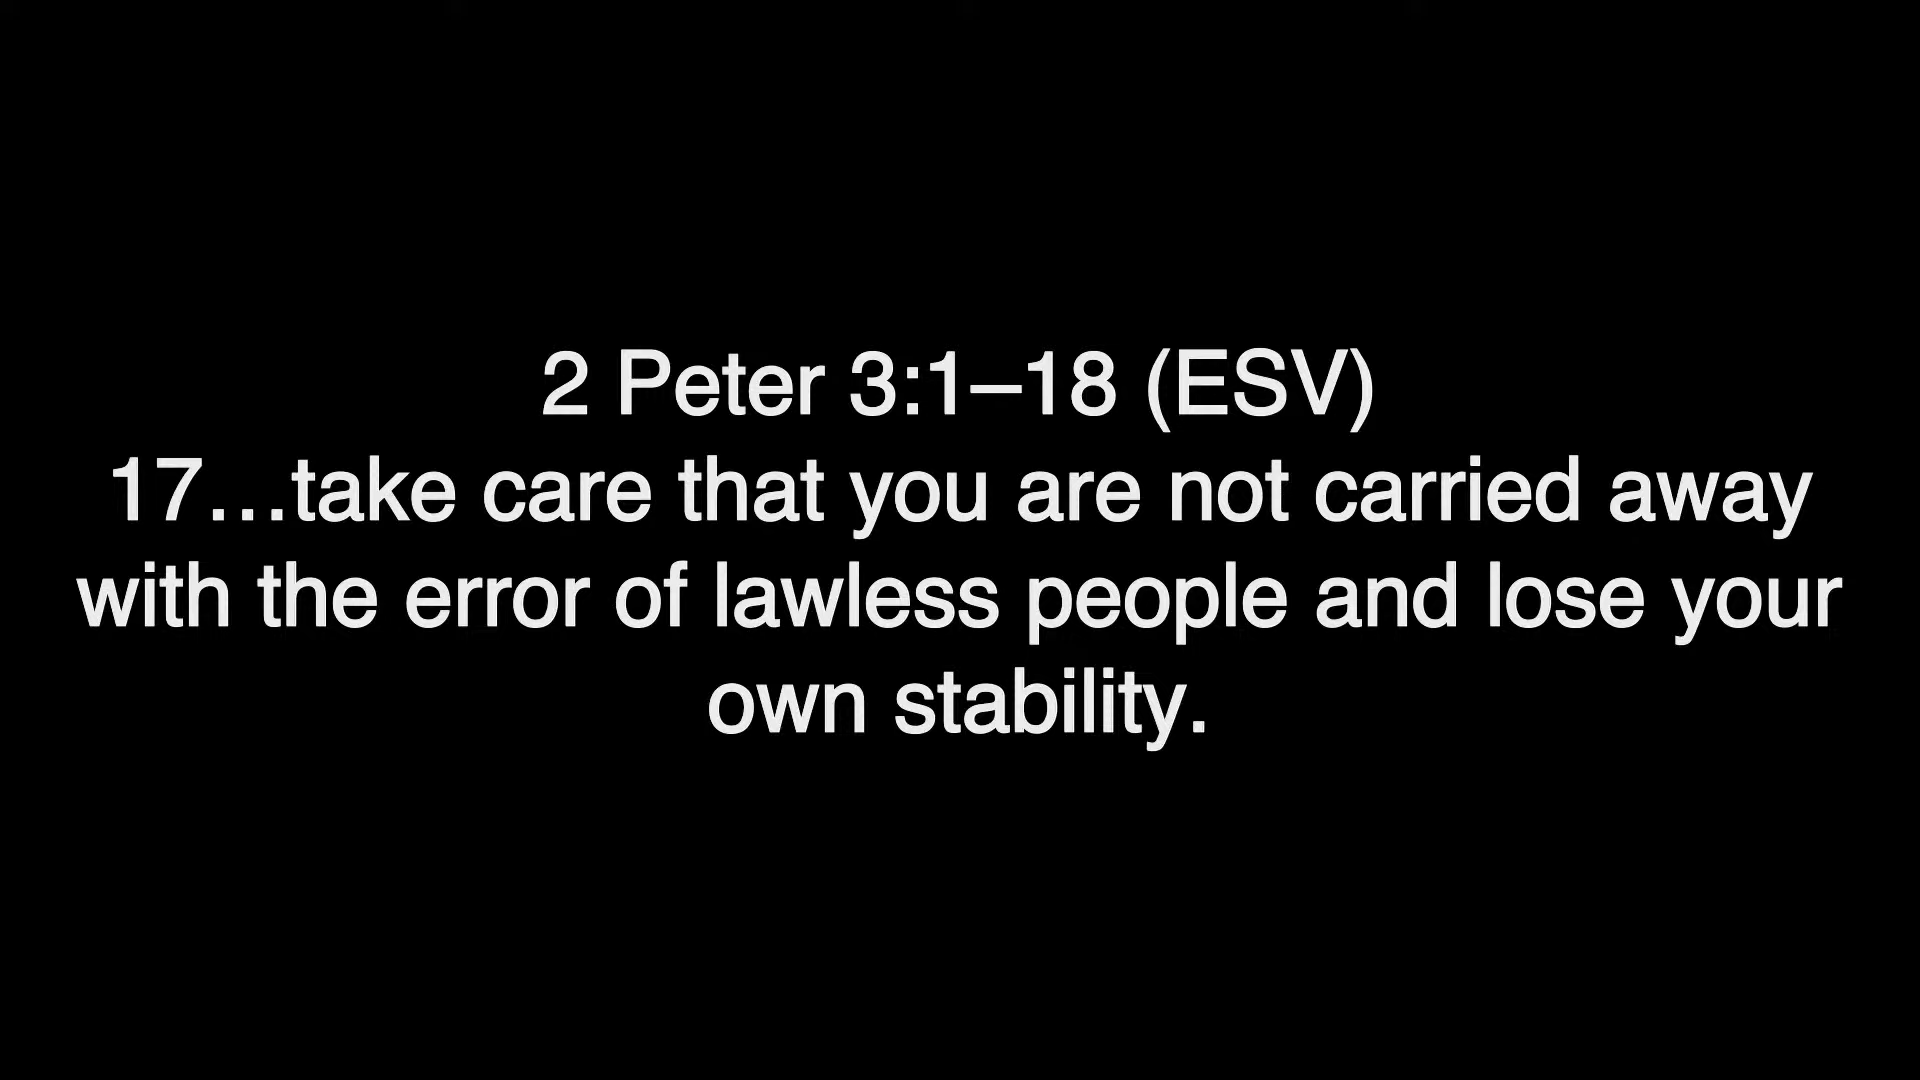 2 Peter 3:1–18 (ESV)
17…take care that you are not carried away
with the error of lawless people and lose your
own stability.